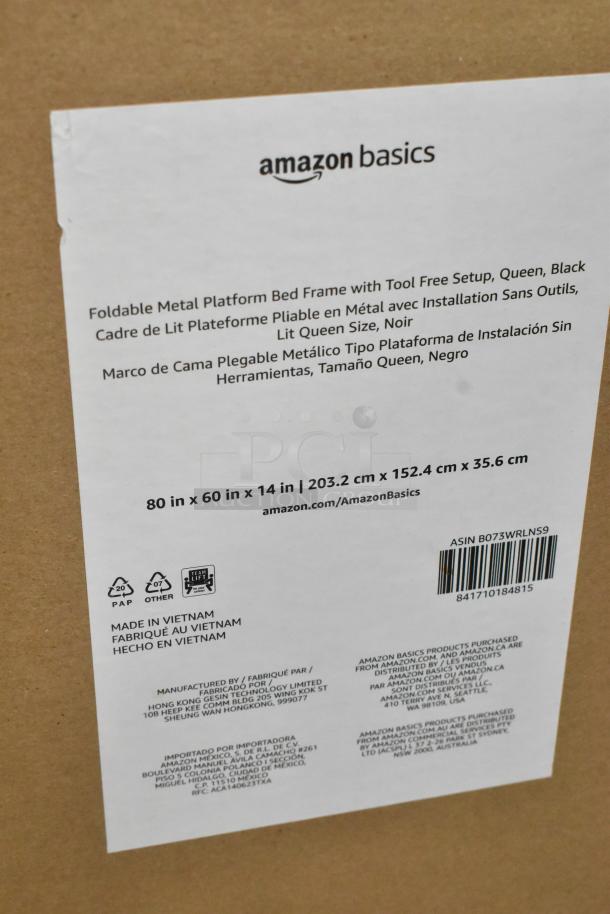 amazon basics
Foldable Metal Platform Bed Frame with Tool Free Setup, Queen, Black
Cadre de Lit Plateforme Pliable en Métal avec Installation Sans Outils,
Lit Queen Size, Noir
Marco de Cama Plegable Metálico Tipo Plataforma de Instalación Sin
Herramientas, Tamaño Queen, Negro
PCI
AUCTION GROUP
80 in x 60 in x 14 in | 203.2 cm x 152.4 cm x 35.6 cm
amazon.com/AmazonBasics
ASIN B073WRLNS9
841710184815
20
PAP
07
OTHER
TEAM
LIFT
MADE IN VIETNAM
FABRIQUÉ AU VIETNAM
HECHO EN VIETNAM
MANUFACTURED BY / FABRIQUÉ PAR /
FABRICADO POR /
HONG KONG GESIN TECHNOLOGY LIMITED
10B HEEP KEE COMM BLDG 205 WING KOK ST
SHEUNG WAN HONGKONG, 999077
AMAZON BASICS PRODUCTS PURCHASED
FROM AMAZON.COM, AND AMAZON.CA ARE
DISTRIBUTED BY / LES PRODUITS
AMAZON BASICS VENDUS
PAR AMAZON.COM OU AMAZON.CA
SONT DISTRIBUÉS PAR /
AMAZON.COM SERVICES LLC.,
410 TERRY AVE N, SEATTLE,
WA 98109, USA
IMPORTADO POR IMPORTADORA
AMAZON MÉXICO, S. DE R.L. DE C.V.
BOULEVARD MANUEL ÁVILA CAMACHO #261
PISO 5 COLONIA POLANCO I SECCIÓN,
MIGUEL HIDALGO, CIUDAD DE MÉXICO,
C.P. 11510 MÉXICO
RFC: ACA140623TXA
AMAZON BASICS PRODUCTS PURCHASED
FROM AMAZON.COM.AU ARE DISTRIBUTED
BY AMAZON COMMERCIAL SERVICES PTY
LTD (ACSPL) L 37 2-26 PARK ST SYDNEY,
NSW 2000, AUSTRALIA